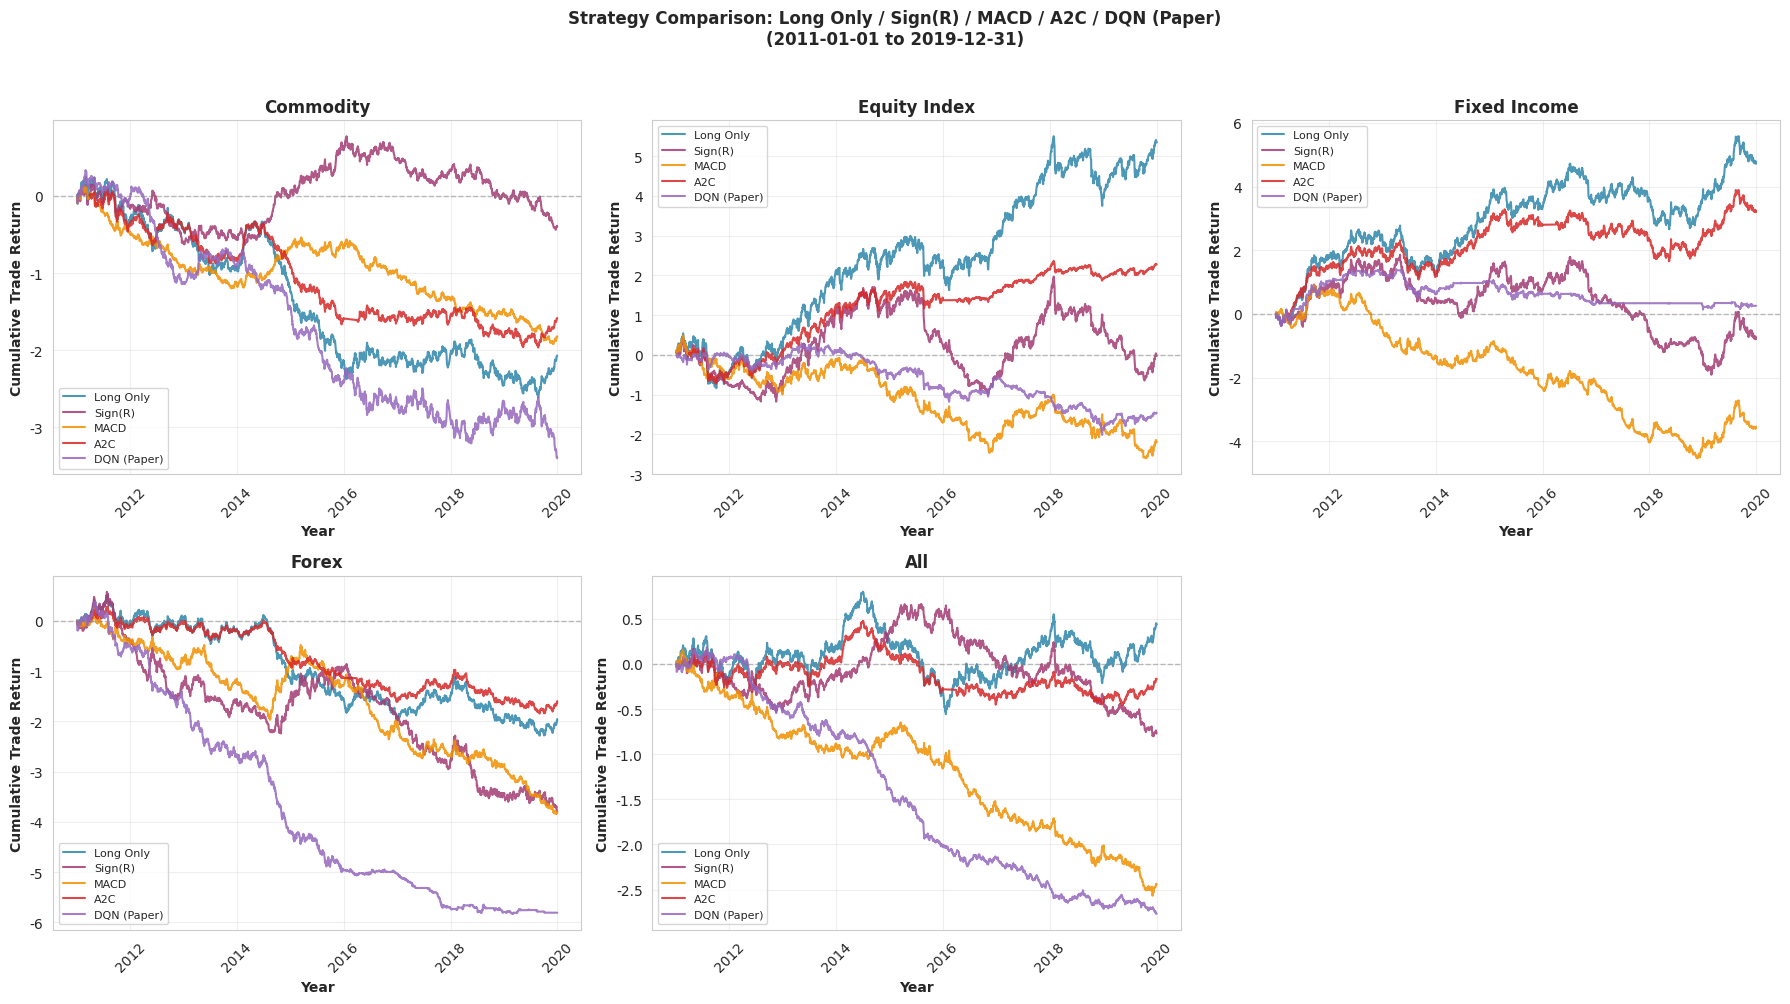 Strategy Comparison: Long Only / Sign(R) / MACD / A2C / DQN (Paper)
(2011-01-01 to 2019-12-31)
Commodity
Cumulative Trade Return
0
-1
-2
-3
Long Only
Sign(R)
MACD
A2C
DQN (Paper)
2012
2014
2016
2018
2020
Year
Equity Index
Cumulative Trade Return
5
4
3
2
1
0
-1
-2
-3
Long Only
Sign(R)
MACD
A2C
DQN (Paper)
2012
2014
2016
2018
2020
Year
Fixed Income
Cumulative Trade Return
6
4
2
0
-2
-4
Long Only
Sign(R)
MACD
A2C
DQN (Paper)
2012
2014
2016
2018
2020
Year
Forex
Cumulative Trade Return
0
-1
-2
-3
-4
-5
-6
Long Only
Sign(R)
MACD
A2C
DQN (Paper)
2012
2014
2016
2018
2020
Year
All
Cumulative Trade Return
0.5
0.0
-0.5
-1.0
-1.5
-2.0
-2.5
Long Only
Sign(R)
MACD
A2C
DQN (Paper)
2012
2014
2016
2018
2020
Year